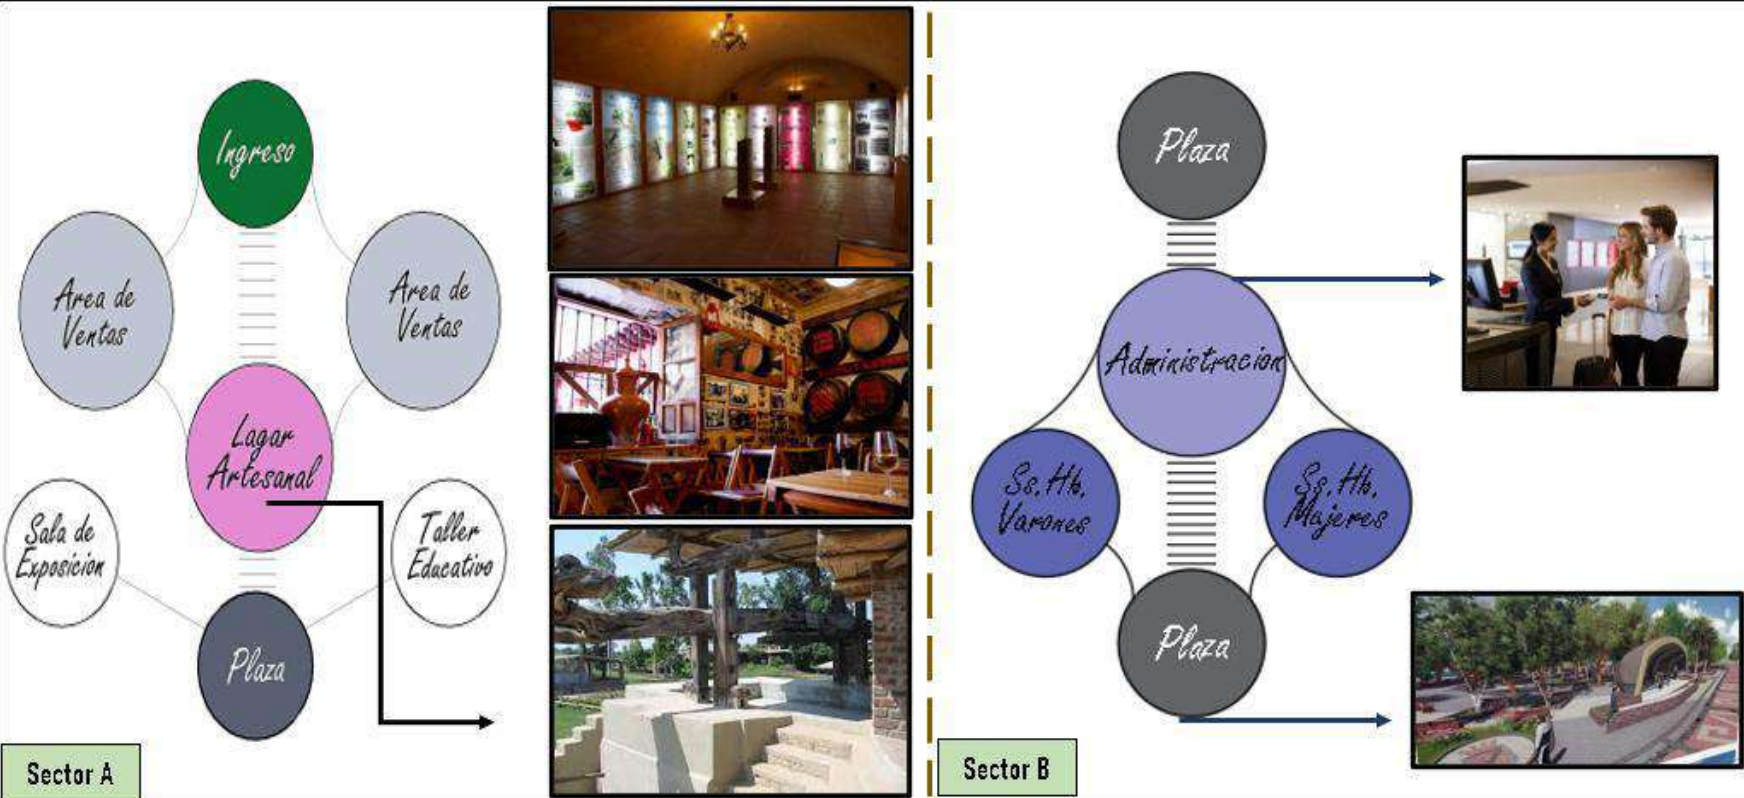 Ingreso
Area de
Ventas
Area de
Ventas
Lagar
Artesanal
Sala de
Exposicion
Taller
Educativo
Plaza
Sector A
Plaza
Administracion
Ss.Hh.
Varones
Ss.Hh.
Mujeres
Plaza
Sector B